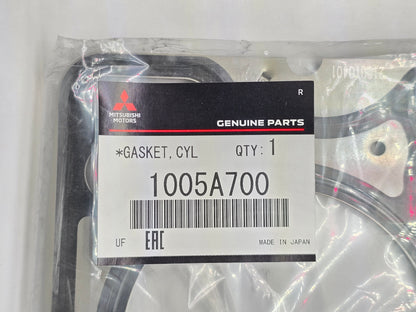 R
MITSUBISHI
MOTORS
GENUINE PARTS
*GASKET,CYL QTY:1
1005A700
UF EAC MADE IN JAPAN